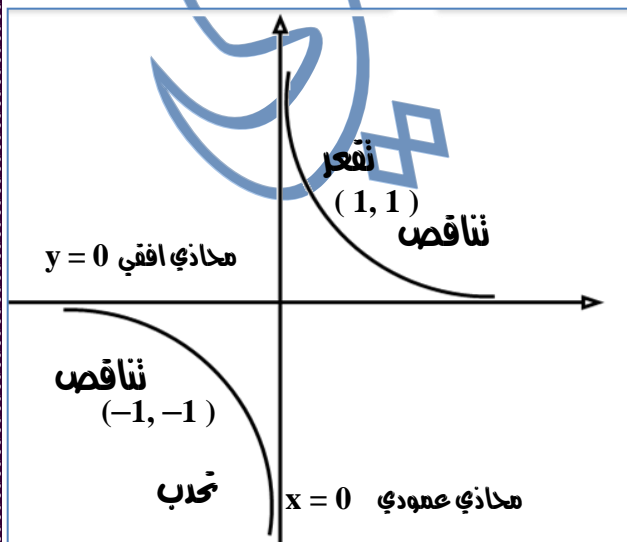 تقعر
( 1, 1 )
تناقص
محاذي افقي y = 0
تناقص
(–1, –1 )
تحدب
x = 0 محاذي عمودي